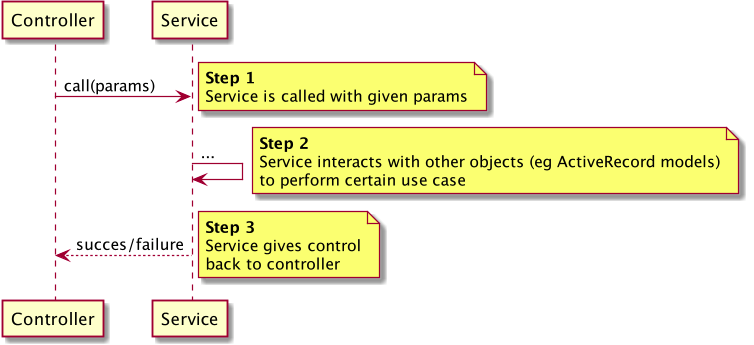 Controller
Service
call(params)
Step 1
Service is called with given params
...
Step 2
Service interacts with other objects (eg ActiveRecord models)
to perform certain use case
succes/failure
Step 3
Service gives control
back to controller
Controller
Service